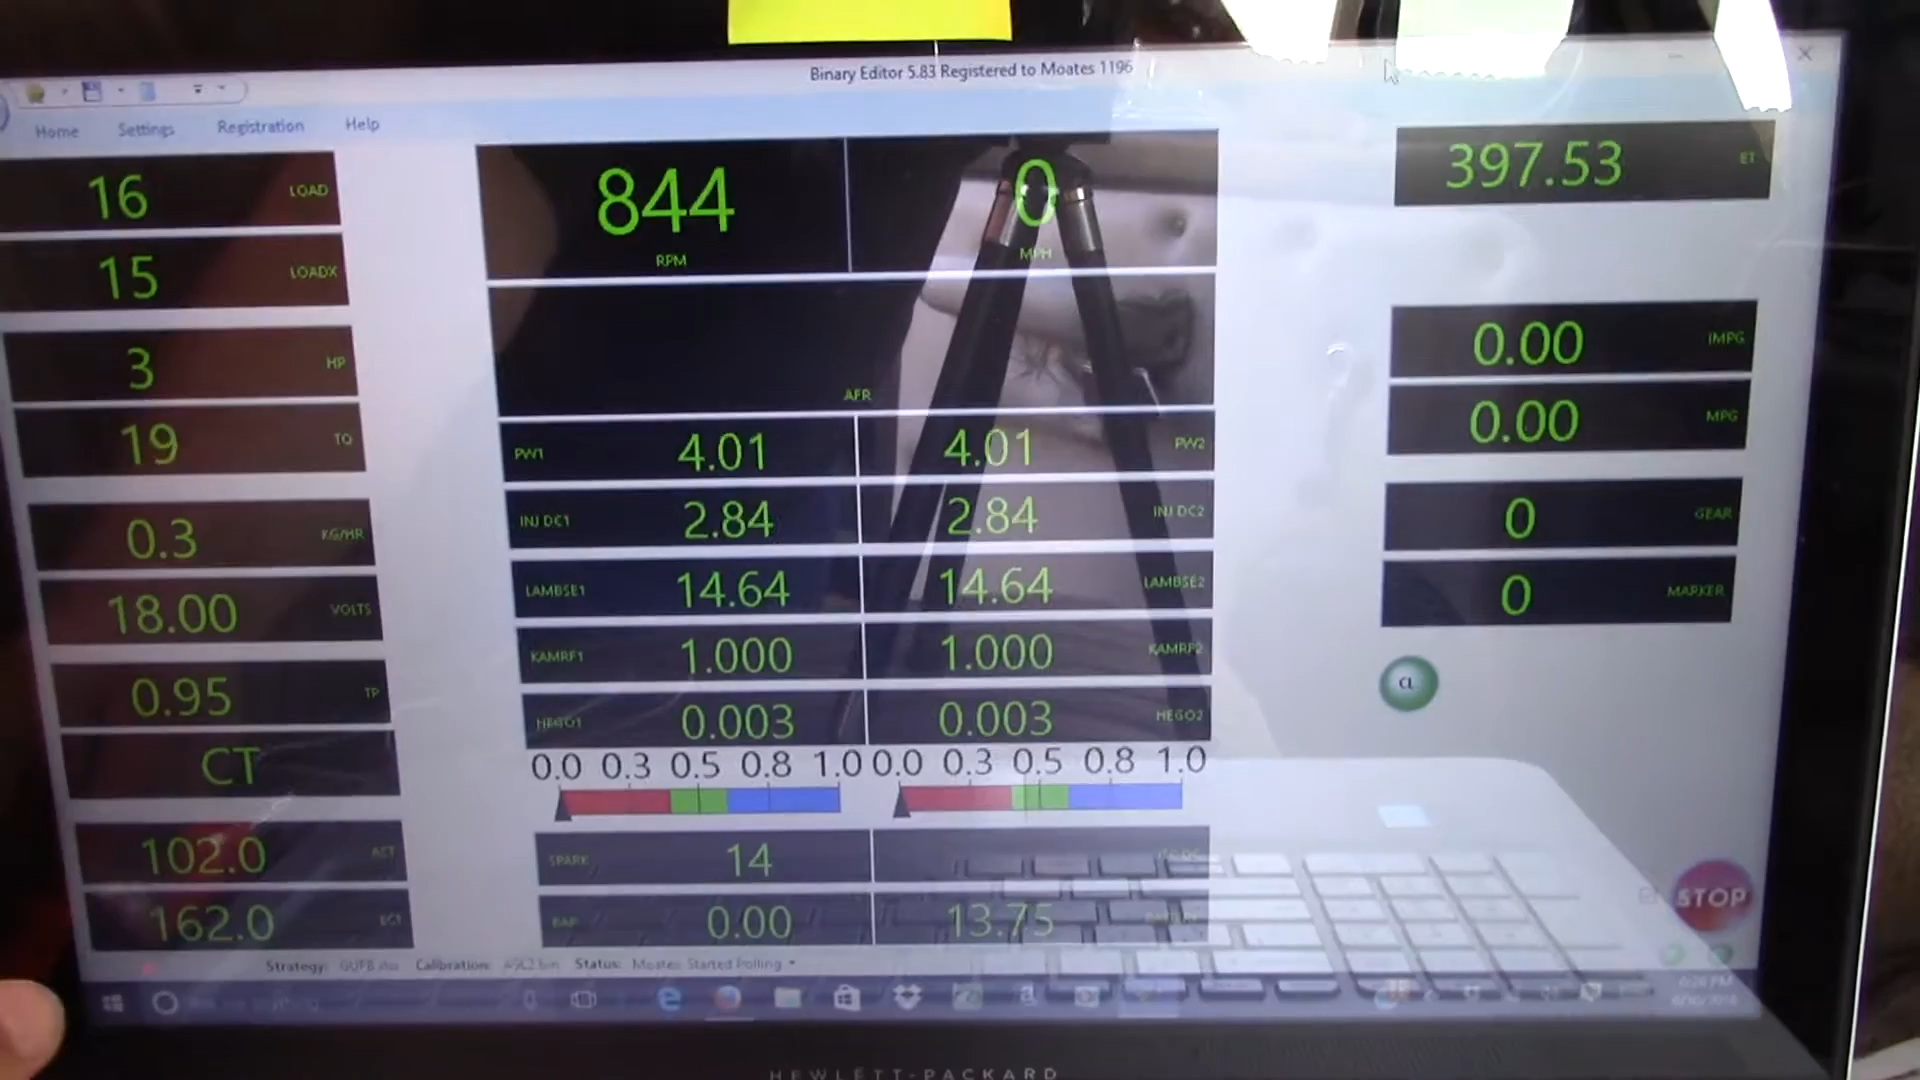 Binary Editor 5.83 Registered to Moates 1196
Home Settings Registration Help
16 LOAD
15 LOADX
3 HP
19 TQ
0.3 KG/HR
18.00 VOLTS
0.95 TP
CT
102.0 ACT
162.0 ECT
844 RPM
0 MPH
AFR
PW1 4.01 4.01 PW2
INJ DC1 2.84 2.84 INJ DC2
LAMBSE1 14.64 14.64 LAMBSE2
KAMRF1 1.000 1.000 KAMRF2
HEGO1 0.003 0.003 HEGO2
0.0 0.3 0.5 0.8 1.0 0.0 0.3 0.5 0.8 1.0
SPARK 14
BAP 0.00 13.75
397.53 ET
0.00 IMPG
0.00 MPG
0 GEAR
0 MARKER
α
STOP
Strategy: Calibration: A9L2.bin Status: Moates Started Polling
HEWLETT-PACKARD